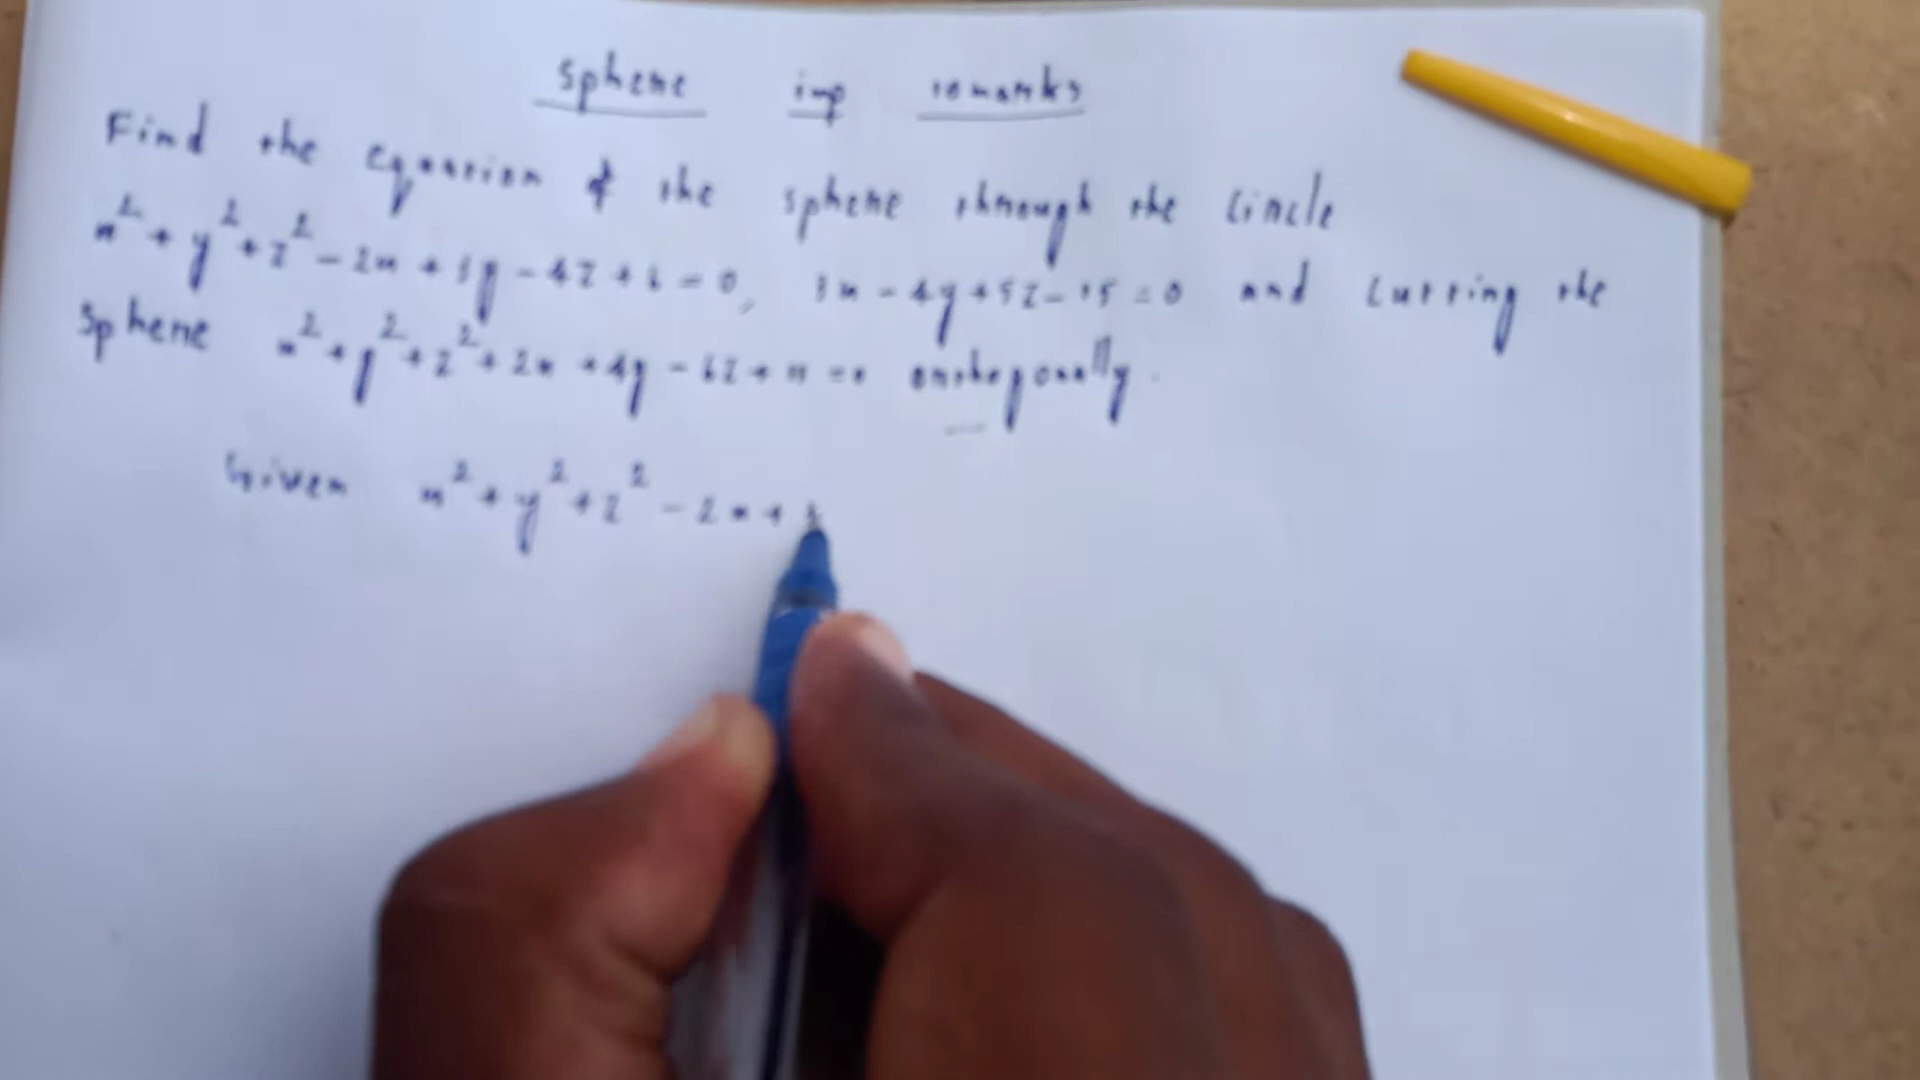 Sphere imp remarks
Find the equation of the sphere through the circle
x²+y²+z²-2x+3y-4z+6=0, 3x-4y+5z-15=0 and cutting the
sphere x²+y²+z²+2x+4y-6z+11=0 orthogonally.
Given x²+y²+z²-2x+3